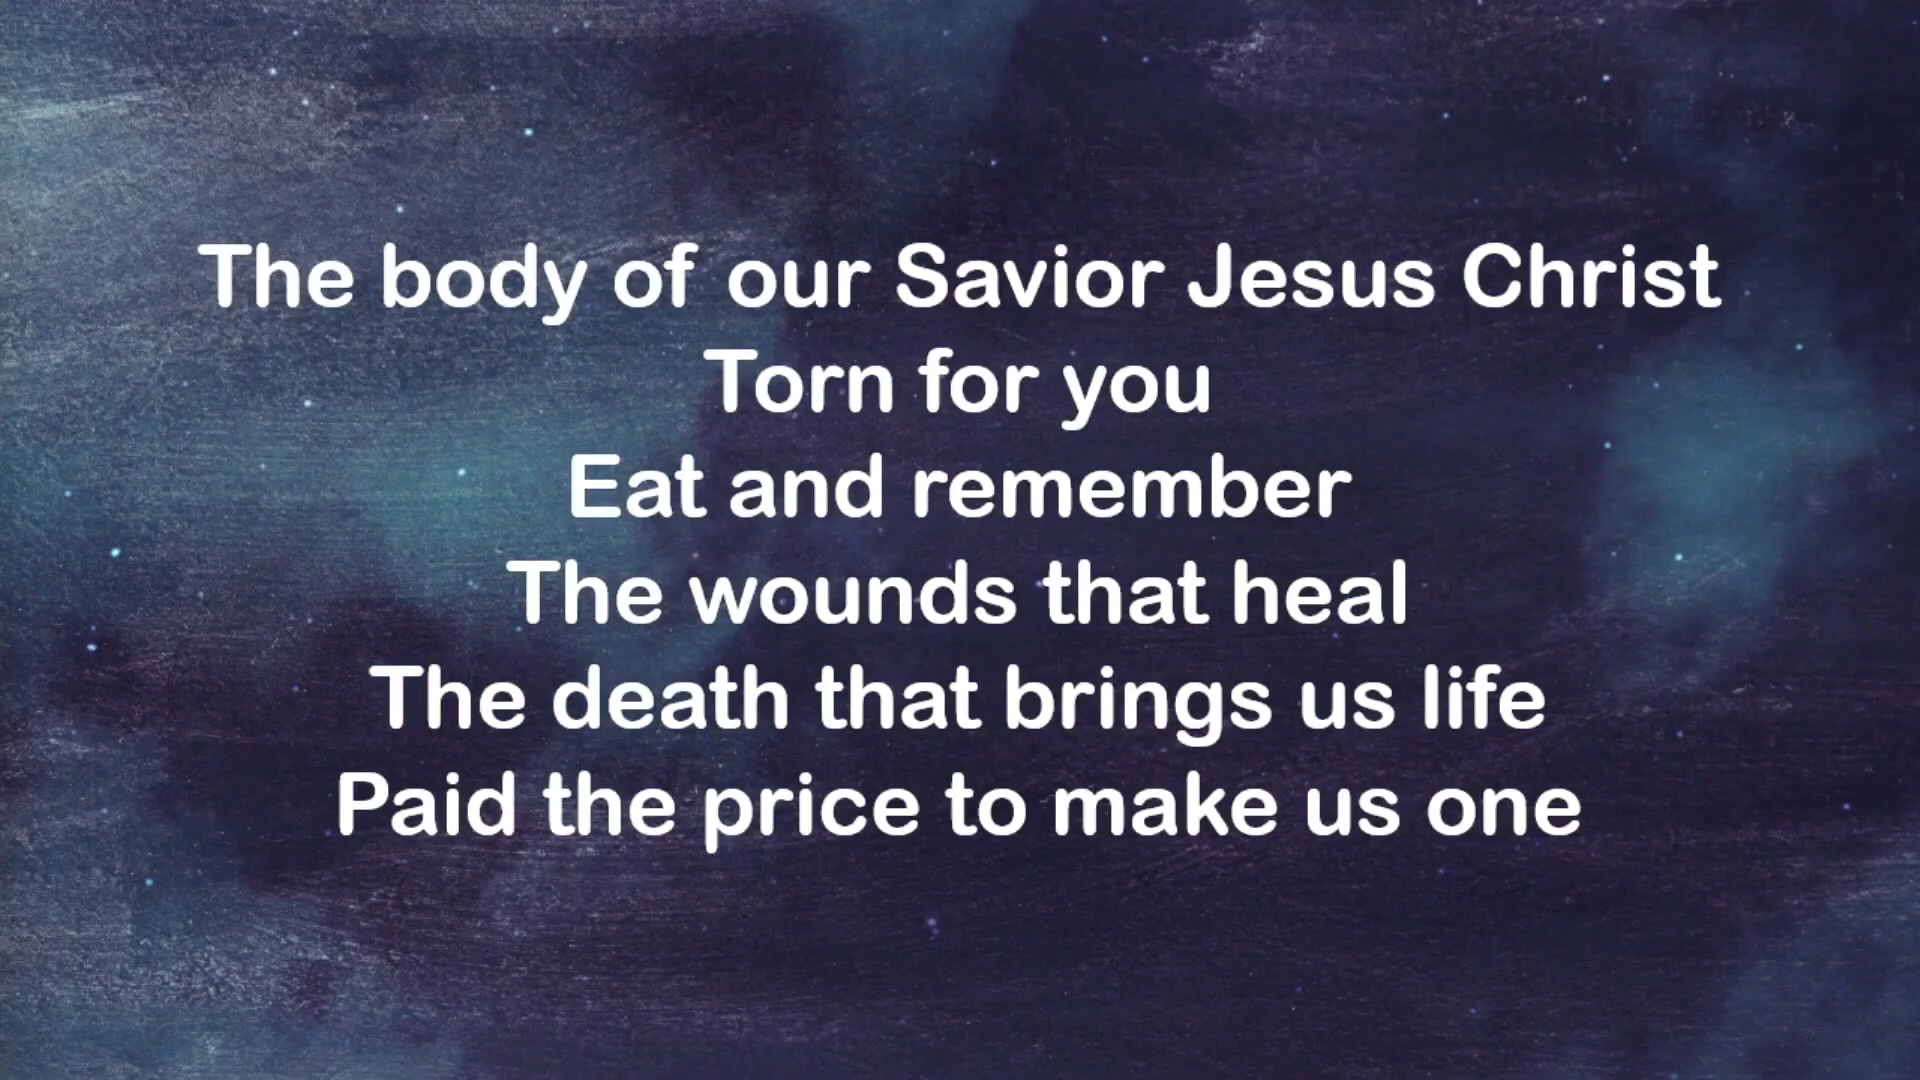 The body of our Savior Jesus Christ
Torn for you
Eat and remember
The wounds that heal
The death that brings us life
Paid the price to make us one